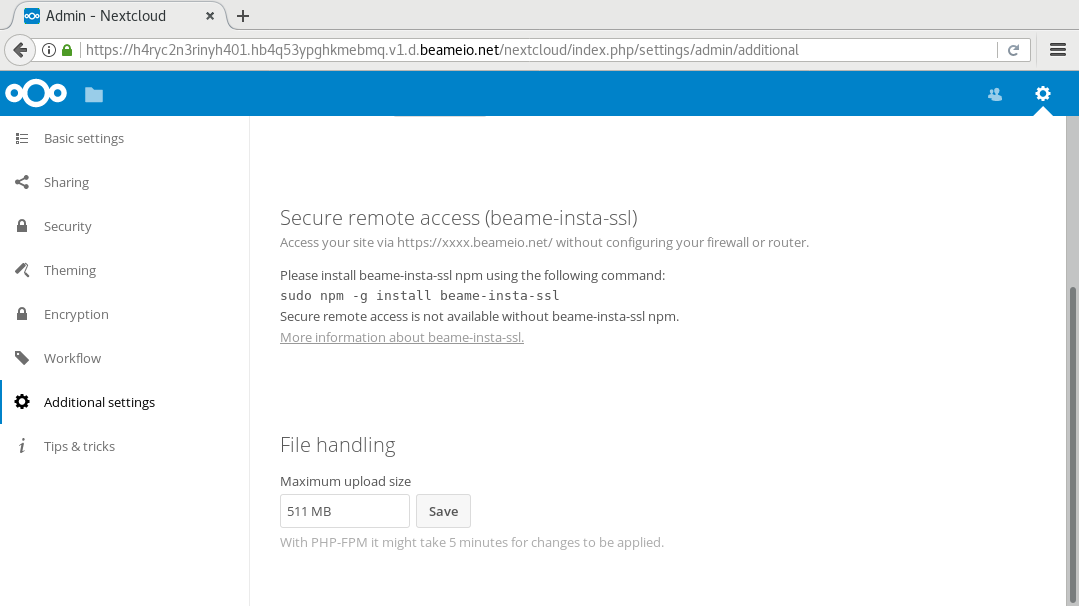 Admin - Nextcloud
https://h4ryc2n3rinyh401.hb4q53ypghkmebmq.v1.d.beameio.net/nextcloud/index.php/settings/admin/additional
Basic settings
Sharing
Security
Theming
Encryption
Workflow
Additional settings
Tips & tricks
Secure remote access (beame-insta-ssl)
Access your site via https://xxxx.beameio.net/ without configuring your firewall or router.
Please install beame-insta-ssl npm using the following command:
sudo npm -g install beame-insta-ssl
Secure remote access is not available without beame-insta-ssl npm.
More information about beame-insta-ssl.
File handling
Maximum upload size
511 MB
Save
With PHP-FPM it might take 5 minutes for changes to be applied.